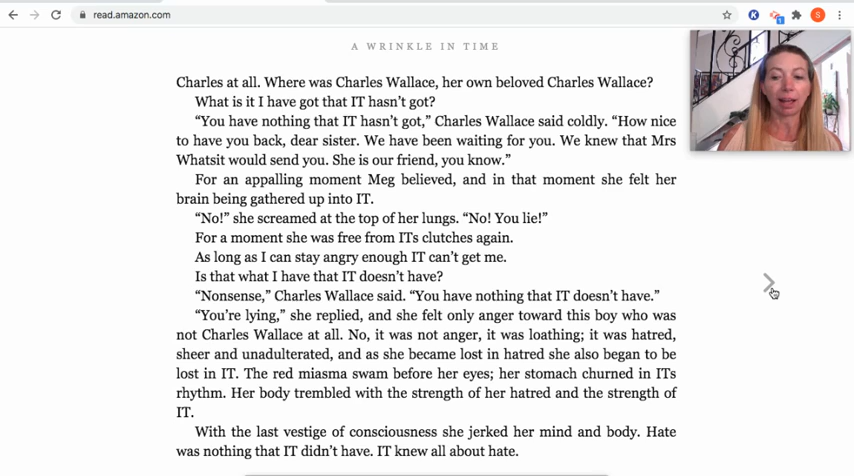 read.amazon.com
S
1
A WRINKLE IN TIME
Charles at all. Where was Charles Wallace, her own beloved Charles Wallace?
What is it I have got that IT hasn’t got?
“You have nothing that IT hasn’t got,” Charles Wallace said coldly. “How nice
to have you back, dear sister. We have been waiting for you. We knew that Mrs
Whatsit would send you. She is our friend, you know.”
For an appalling moment Meg believed, and in that moment she felt her
brain being gathered up into IT.
“No!” she screamed at the top of her lungs. “No! You lie!”
For a moment she was free from ITs clutches again.
As long as I can stay angry enough IT can’t get me.
Is that what I have that IT doesn’t have?
“Nonsense,” Charles Wallace said. “You have nothing that IT doesn’t have.”
“You’re lying,” she replied, and she felt only anger toward this boy who was
not Charles Wallace at all. No, it was not anger, it was loathing; it was hatred,
sheer and unadulterated, and as she became lost in hatred she also began to be
lost in IT. The red miasma swam before her eyes; her stomach churned in ITs
rhythm. Her body trembled with the strength of her hatred and the strength of
IT.
With the last vestige of consciousness she jerked her mind and body. Hate
was nothing that IT didn’t have. IT knew all about hate.